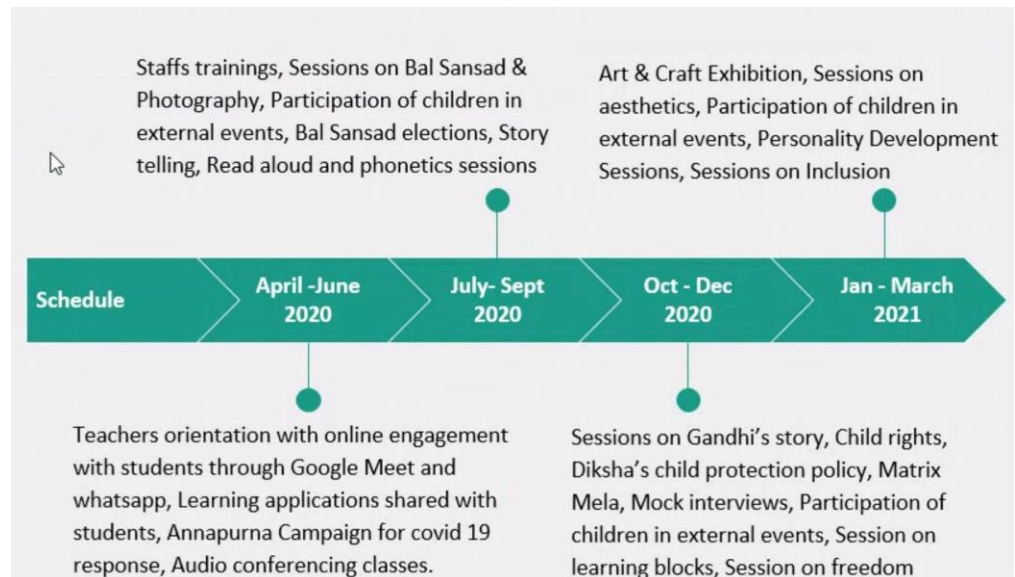 Staffs trainings, Sessions on Bal Sansad &
Photography, Participation of children in
external events, Bal Sansad elections, Story
telling, Read aloud and phonetics sessions
Art & Craft Exhibition, Sessions on
aesthetics, Participation of children in
external events, Personality Development
Sessions, Sessions on Inclusion
Schedule
April -June
2020
July- Sept
2020
Oct - Dec
2020
Jan - March
2021
Teachers orientation with online engagement
with students through Google Meet and
whatsapp, Learning applications shared with
students, Annapurna Campaign for covid 19
response, Audio conferencing classes.
Sessions on Gandhi's story, Child rights,
Diksha's child protection policy, Matrix
Mela, Mock interviews, Participation of
children in external events, Session on
learning blocks, Session on freedom